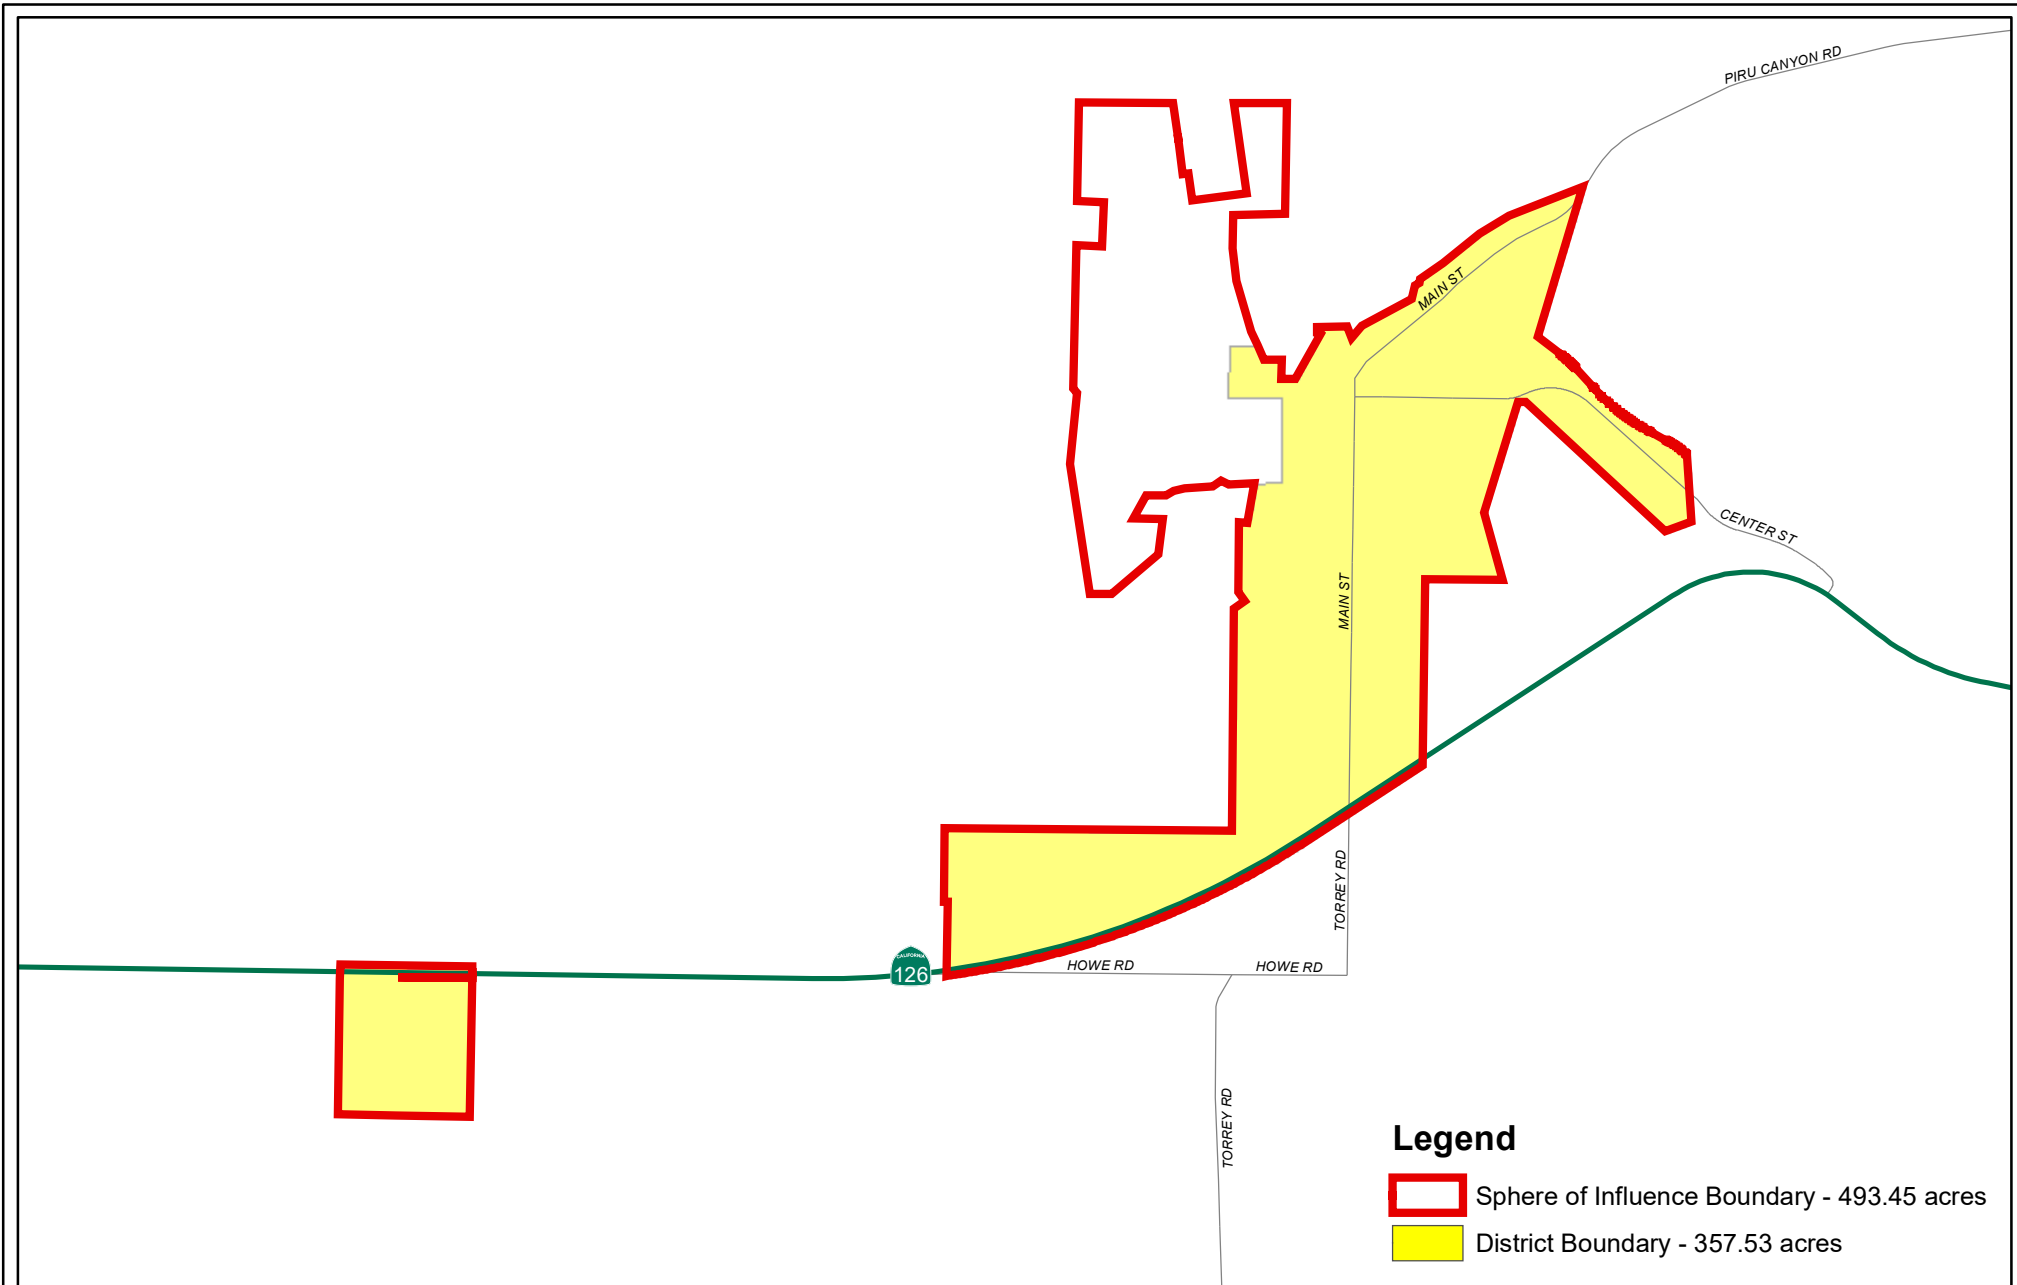 PIRU CANYON RD
MAIN ST
CENTER ST
MAIN ST
TORREY RD
CALIFORNIA
126
HOWE RD
HOWE RD
TORREY RD
Legend
Sphere of Influence Boundary - 493.45 acres
District Boundary - 357.53 acres